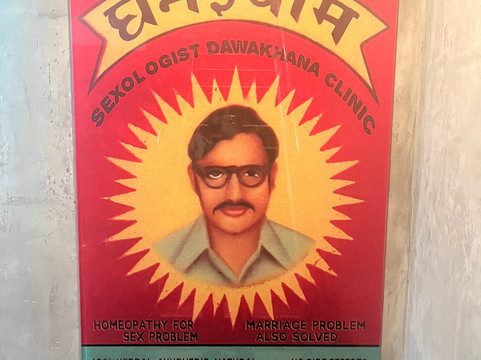 घनश्याम
SEXOLOGIST DAWAKHANA CLINIC
HOMEOPATHY FOR
SEX PROBLEM
MARRIAGE PROBLEM
ALSO SOLVED